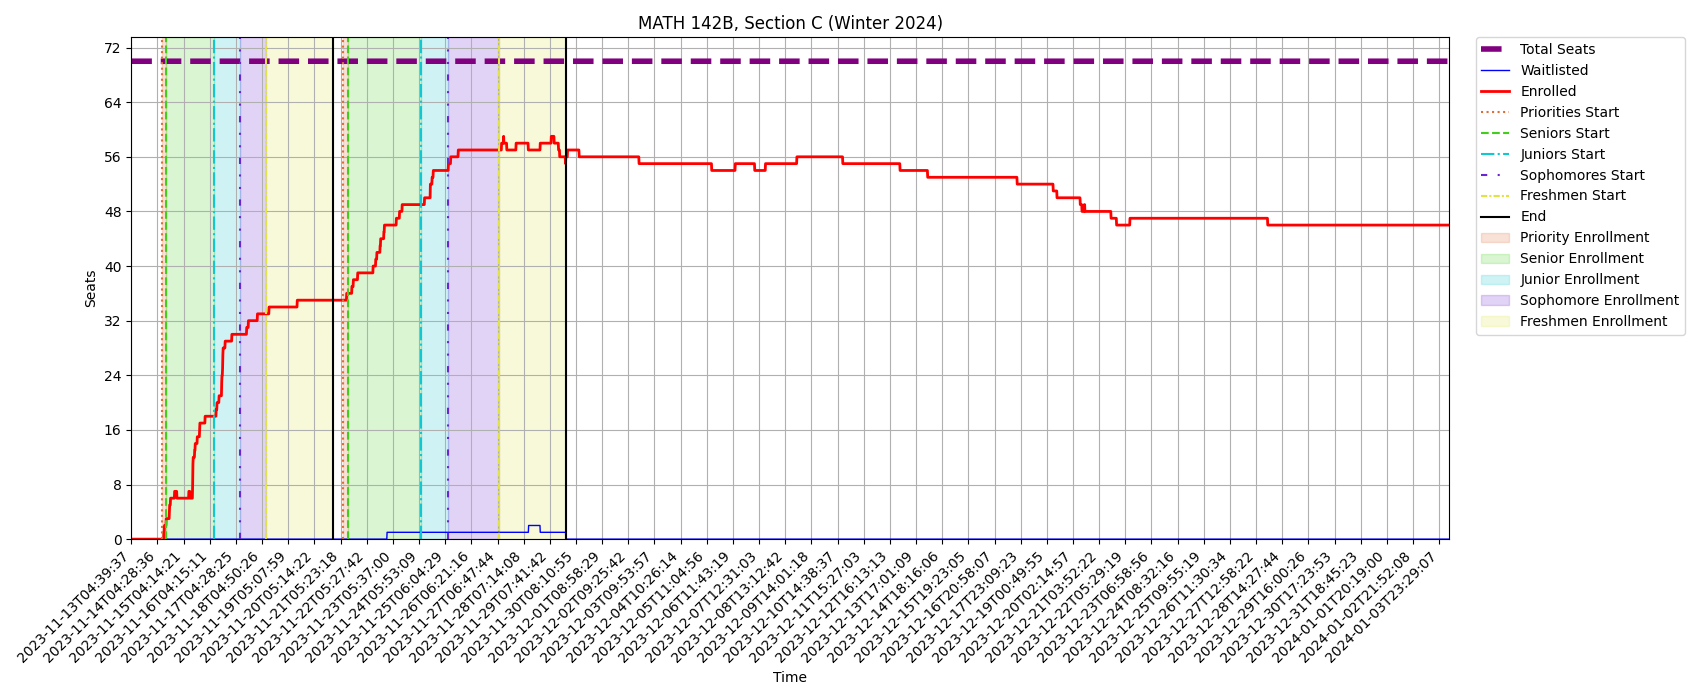 MATH 142B, Section C (Winter 2024)
72
64
56
48
40
32
24
16
8
0
Seats
2023-11-13T04:39:37
2023-11-14T04:28:36
2023-11-15T04:14:21
2023-11-16T04:15:11
2023-11-17T04:28:25
2023-11-18T04:50:26
2023-11-19T05:07:59
2023-11-20T05:14:22
2023-11-21T05:23:18
2023-11-22T05:27:42
2023-11-23T05:37:00
2023-11-24T05:53:09
2023-11-25T06:04:29
2023-11-26T06:21:16
2023-11-27T06:47:44
2023-11-28T07:14:08
2023-11-29T07:41:42
2023-11-30T08:10:55
2023-12-01T08:58:29
2023-12-02T09:25:42
2023-12-03T09:53:57
2023-12-04T10:26:14
2023-12-05T11:04:56
2023-12-06T11:43:19
2023-12-07T12:31:03
2023-12-08T13:12:42
2023-12-09T14:01:18
2023-12-10T14:38:37
2023-12-11T15:27:03
2023-12-12T16:13:13
2023-12-13T17:01:09
2023-12-14T18:16:06
2023-12-15T19:23:05
2023-12-16T20:58:07
2023-12-17T23:09:23
2023-12-19T00:49:55
2023-12-20T02:14:57
2023-12-21T03:52:22
2023-12-22T05:29:19
2023-12-23T06:58:56
2023-12-24T08:32:16
2023-12-25T09:55:19
2023-12-26T11:30:34
2023-12-27T12:58:22
2023-12-28T14:27:44
2023-12-29T16:00:26
2023-12-30T17:23:53
2023-12-31T18:45:23
2024-01-01T20:19:00
2024-01-02T21:52:08
2024-01-03T23:29:07
Time
Total Seats
Waitlisted
Enrolled
Priorities Start
Seniors Start
Juniors Start
Sophomores Start
Freshmen Start
End
Priority Enrollment
Senior Enrollment
Junior Enrollment
Sophomore Enrollment
Freshmen Enrollment